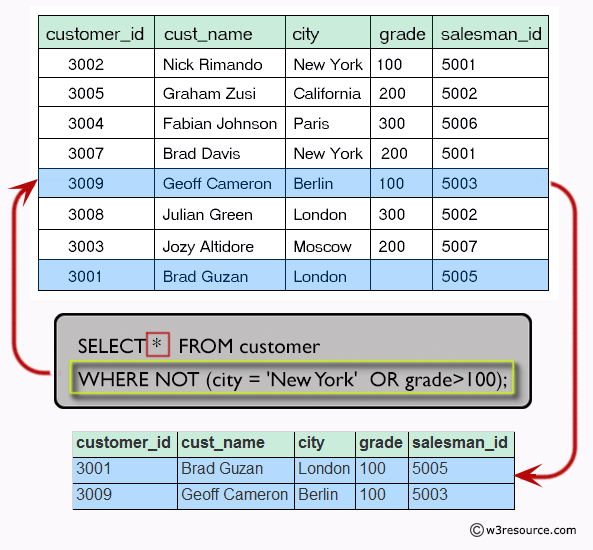 customer_id cust_name city grade salesman_id
3002 Nick Rimando New York 100 5001
3005 Graham Zusi California 200 5002
3004 Fabian Johnson Paris 300 5006
3007 Brad Davis New York 200 5001
3009 Geoff Cameron Berlin 100 5003
3008 Julian Green London 300 5002
3003 Jozy Altidore Moscow 200 5007
3001 Brad Guzan London 5005
SELECT * FROM customer
WHERE NOT (city = 'New York' OR grade>100);
customer_id cust_name city grade salesman_id
3001 Brad Guzan London 100 5005
3009 Geoff Cameron Berlin 100 5003
© w3resource.com